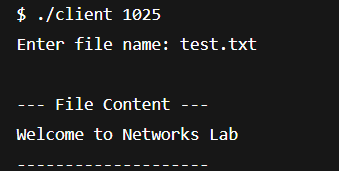 $ ./client 1025
Enter file name: test.txt
--- File Content ---
Welcome to Networks Lab
--------------------